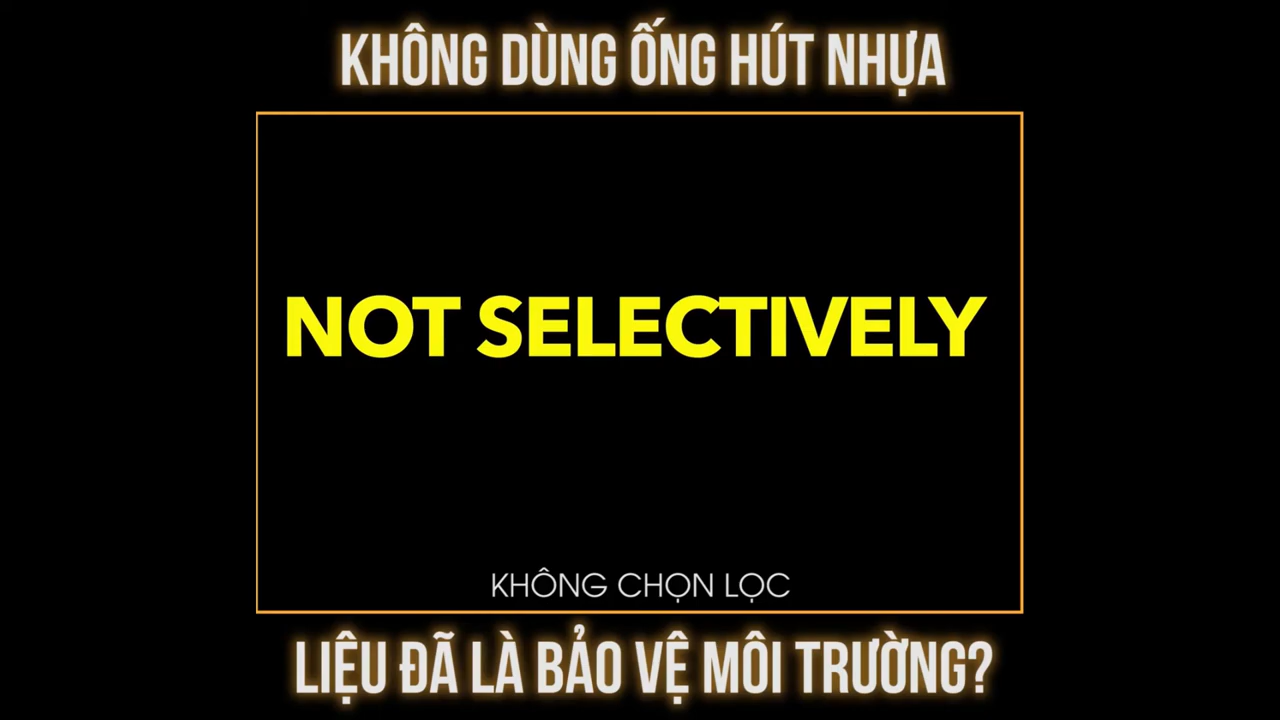 KHÔNG DÙNG ỐNG HÚT NHỰA
NOT SELECTIVELY
KHÔNG CHỌN LỌC
LIỆU ĐÃ LÀ BẢO VỆ MÔI TRƯỜNG?